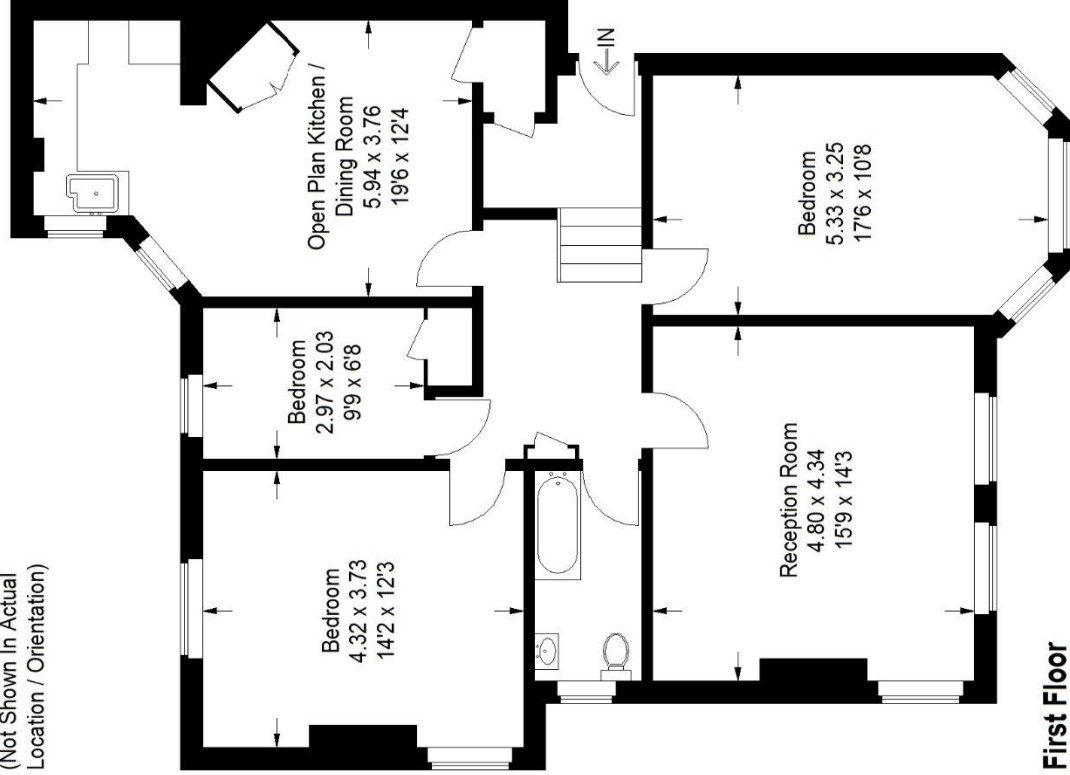 (Not Shown In Actual
Location / Orientation)
Open Plan Kitchen /
Dining Room
5.94 x 3.76
19'6 x 12'4
IN
Bedroom
5.33 x 3.25
17'6 x 10'8
Bedroom
2.97 x 2.03
9'9 x 6'8
Bedroom
4.32 x 3.73
14'2 x 12'3
Reception Room
4.80 x 4.34
15'9 x 14'3
First Floor